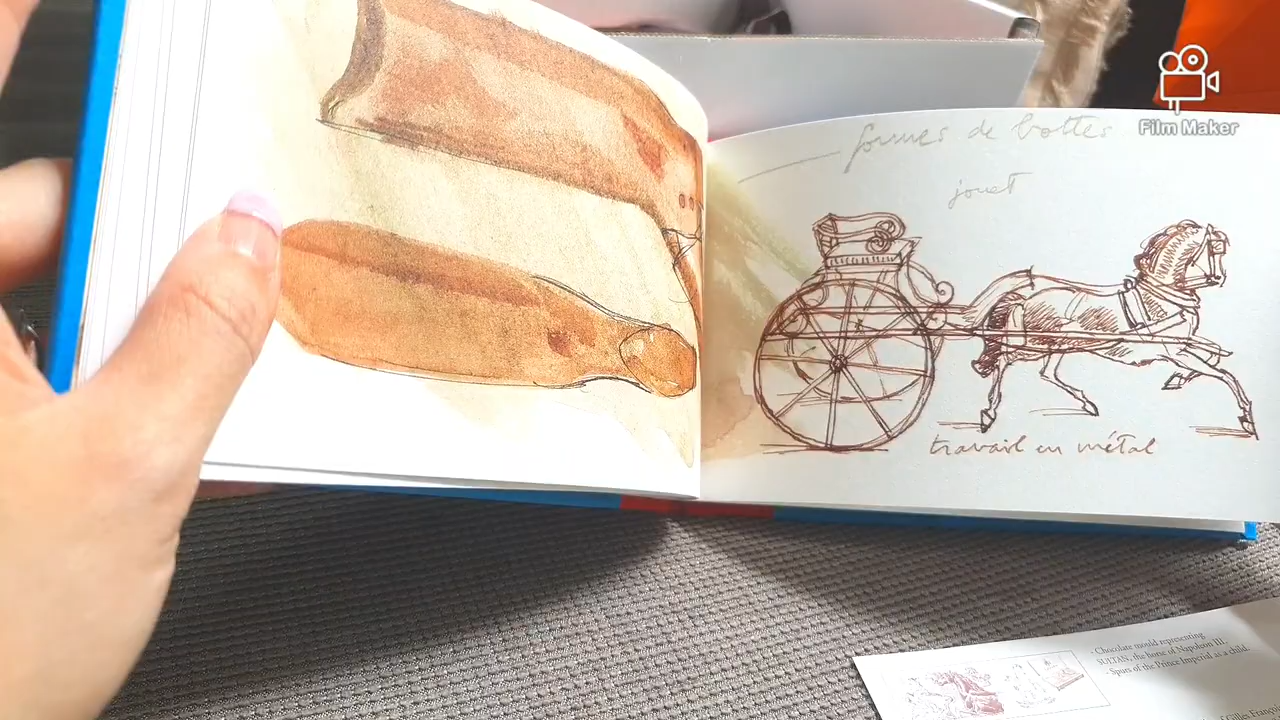 Film Maker
formes de bottes
jouet
travail en métal
- Chocolate mould representing
SULTAN, the horse of Napoleon III.
- Spurs of the Prince Imperial as a child.